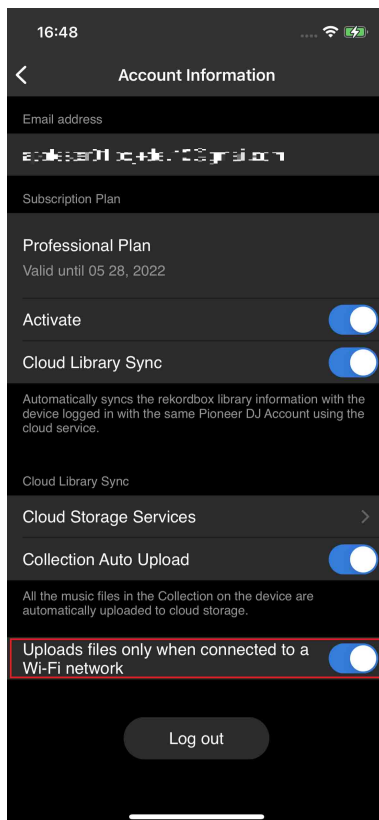 16:48
Account Information
Email address
Subscription Plan
Professional Plan
Valid until 05 28, 2022
Activate
Cloud Library Sync
Automatically syncs the rekordbox library information with the
device logged in with the same Pioneer DJ Account using the
cloud service.
Cloud Library Sync
Cloud Storage Services
Collection Auto Upload
All the music files in the Collection on the device are
automatically uploaded to cloud storage.
Uploads files only when connected to a
Wi-Fi network
Log out